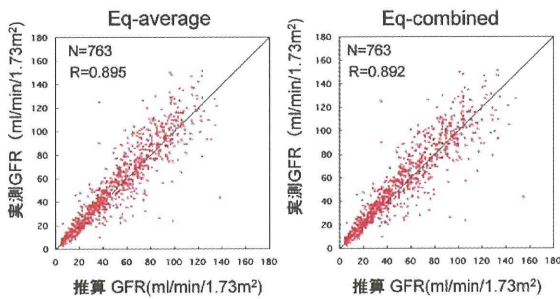 Eq-average
N=763
R=0.895
実測GFR (ml/min/1.73m²)
180
160
140
120
100
80
60
40
20
0
0 20 40 60 80 100 120 140 160 180
推算 GFR(ml/min/1.73m²)
Eq-combined
N=763
R=0.892
実測GFR (ml/min/1.73m²)
180
160
140
120
100
80
60
40
20
0
0 20 40 60 80 100 120 140 160 180
推算 GFR(ml/min/1.73m²)